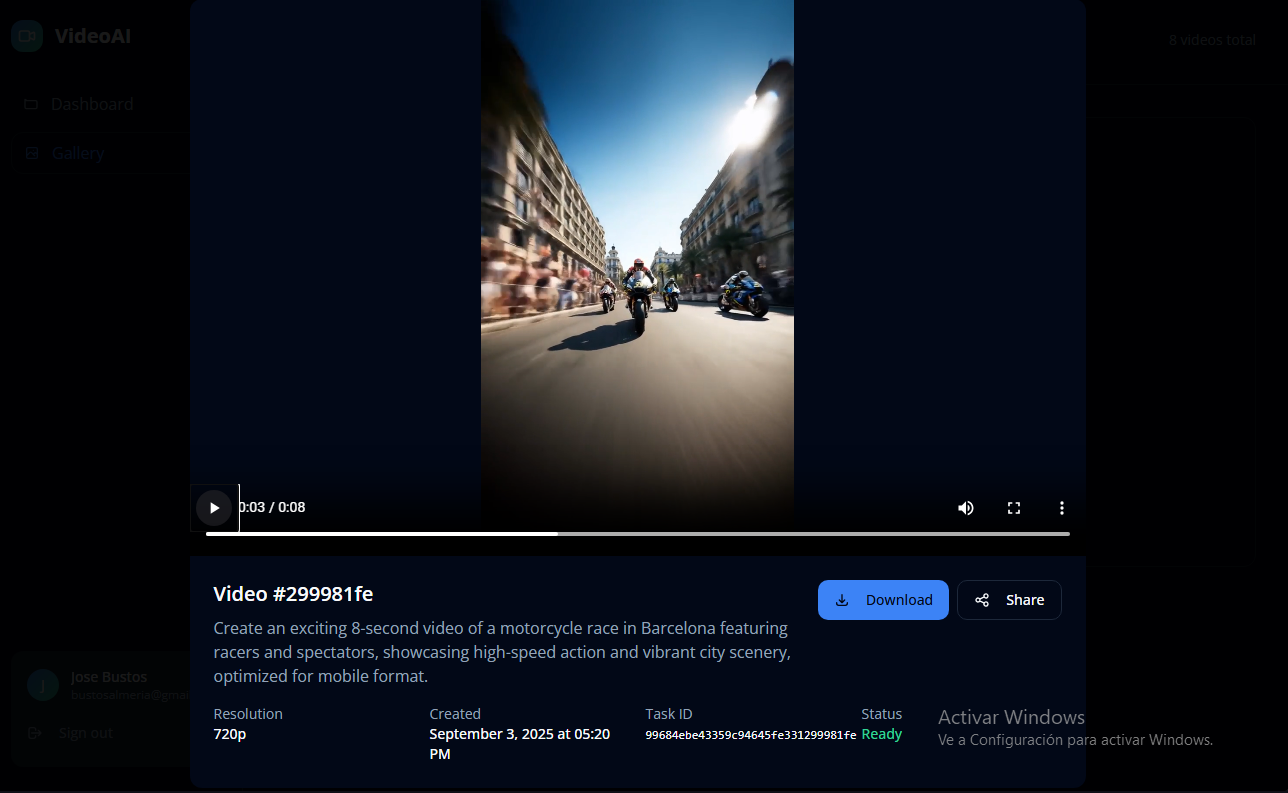 VideoAI
8 videos total
Dashboard
Gallery
0:03 / 0:08
Video #299981fe
Download
Share
Create an exciting 8-second video of a motorcycle race in Barcelona featuring
racers and spectators, showcasing high-speed action and vibrant city scenery,
optimized for mobile format.
Resolution
720p
Created
September 3, 2025 at 05:20
PM
Task ID
99684ebe43359c94645fe331299981fe
Status
Ready
J
Jose Bustos
bustosalmeria@gmai
Sign out
Activar Windows
Ve a Configuración para activar Windows.